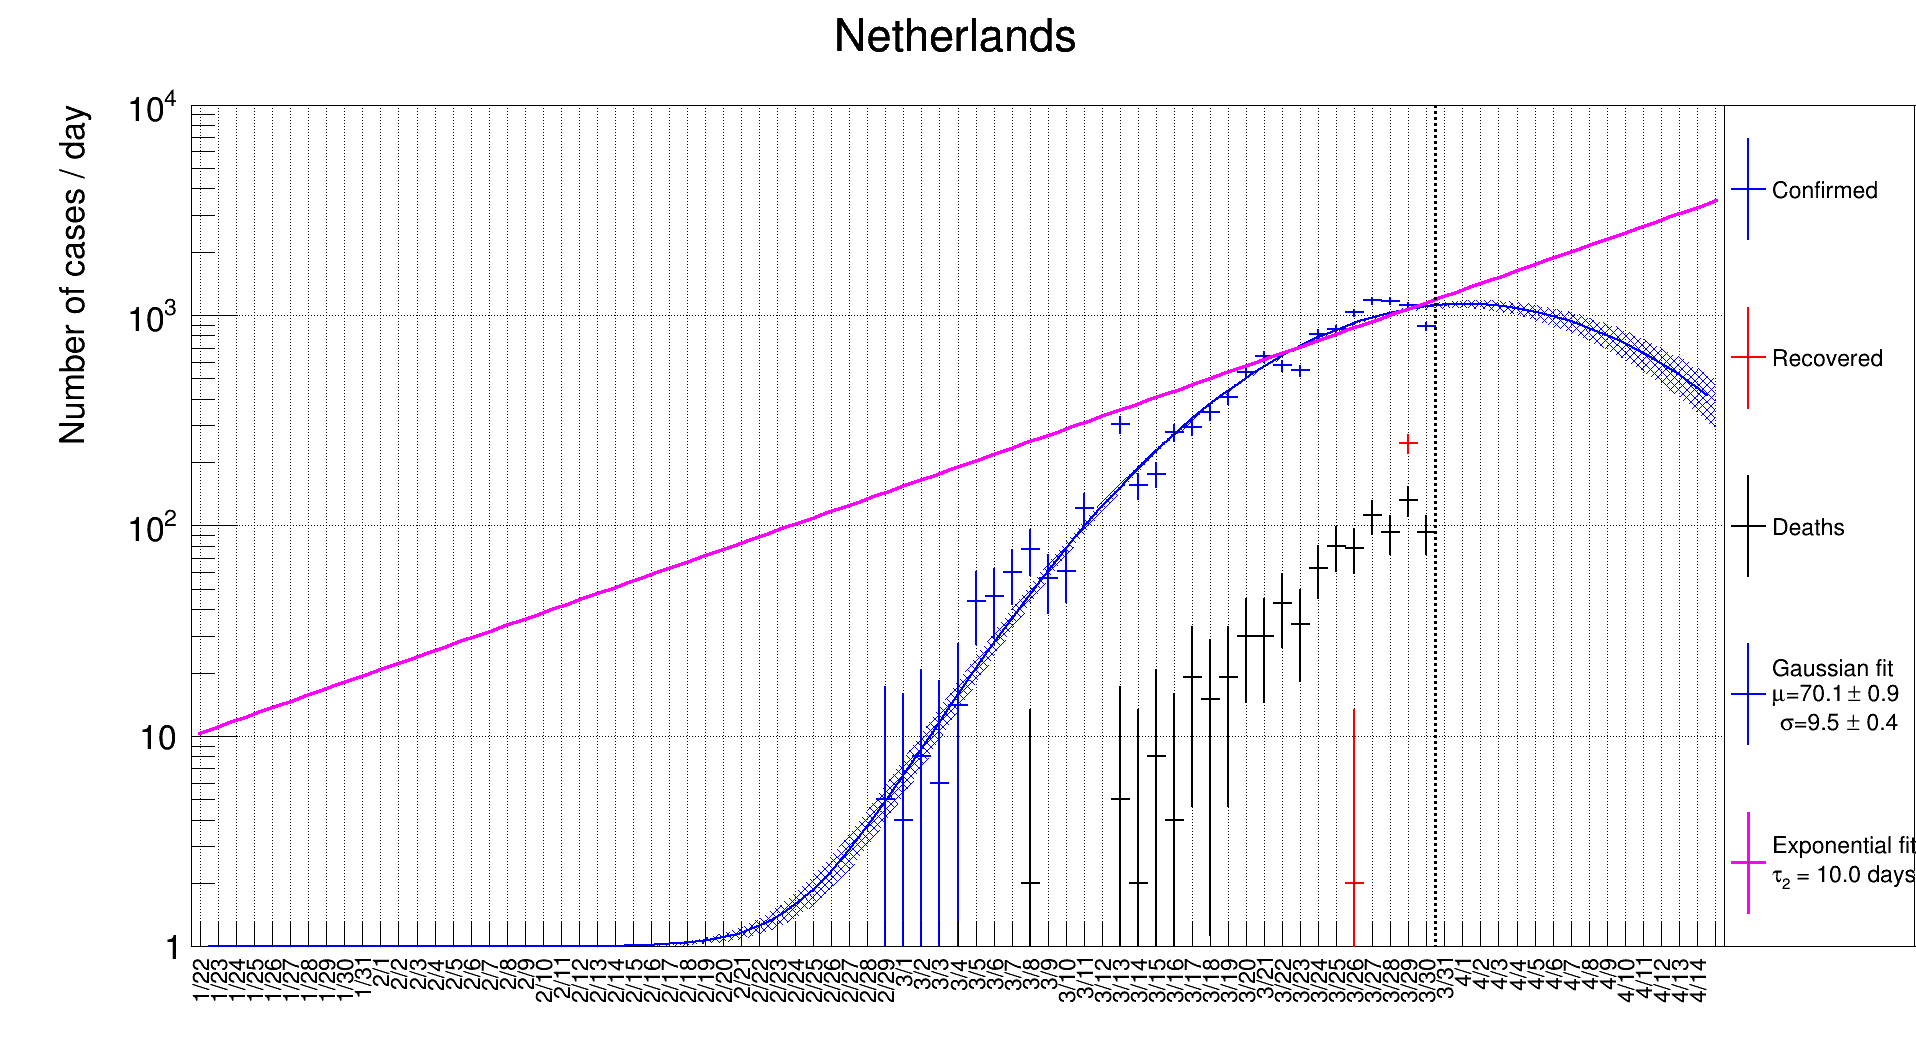 Netherlands
Number of cases / day
10⁴
10³
10²
10
1
1/22 1/23 1/24 1/25 1/26 1/27 1/28 1/29 1/30 1/31 2/1 2/2 2/3 2/4 2/5 2/6 2/7 2/8 2/9 2/10 2/11 2/12 2/13 2/14 2/15 2/16 2/17 2/18 2/19 2/20 2/21 2/22 2/23 2/24 2/25 2/26 2/27 2/28 2/29 3/1 3/2 3/3 3/4 3/5 3/6 3/7 3/8 3/9 3/10 3/11 3/12 3/13 3/14 3/15 3/16 3/17 3/18 3/19 3/20 3/21 3/22 3/23 3/24 3/25 3/26 3/27 3/28 3/29 3/30 3/31 4/1 4/2 4/3 4/4 4/5 4/6 4/7 4/8 4/9 4/10 4/11 4/12 4/13 4/14
Confirmed
Recovered
Deaths
Gaussian fit
μ=70.1 ± 0.9
σ=9.5 ± 0.4
Exponential fit
τ₂ = 10.0 days